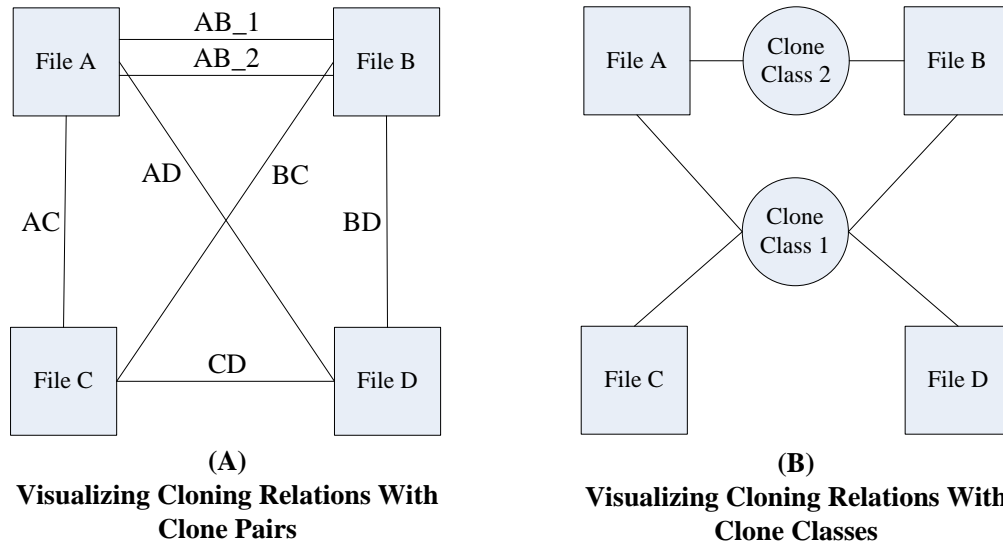 AB_1
File A
AB_2
File B
AD
BC
AC
BD
File C
CD
File D
(A)
Visualizing Cloning Relations With
Clone Pairs
File A
Clone
Class 2
File B
Clone
Class 1
File C
File D
(B)
Visualizing Cloning Relations With
Clone Classes